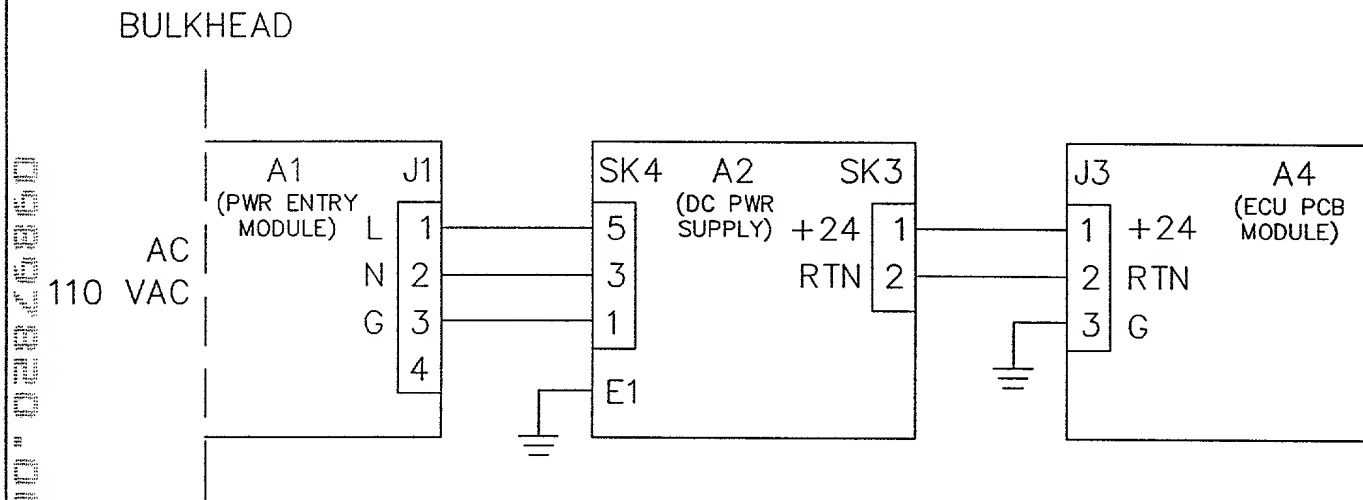 BULKHEAD
AC
110 VAC
A1
(PWR ENTRY
MODULE)
J1
L 1
N 2
G 3
4
SK4
5
3
1
E1
A2
(DC PWR
SUPPLY)
SK3
+24 1
RTN 2
J3
1 +24
2 RTN
3 G
A4
(ECU PCB
MODULE)